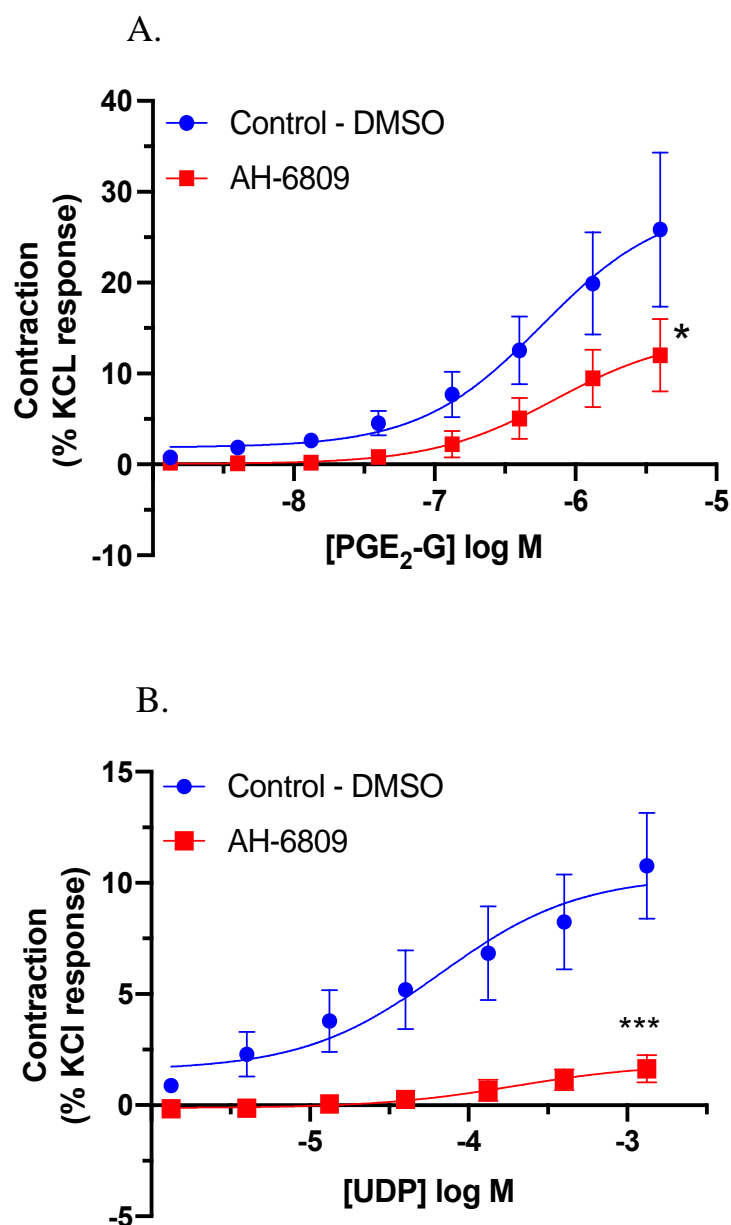 A.
40
30
20
10
0
-10
Contraction
(% KCL response)
Control - DMSO
AH-6809
*
-8
-7
-6
-5
[PGE₂-G] log M
B.
15
10
5
0
-5
Contraction
(% KCl response)
Control - DMSO
AH-6809
***
-5
-4
-3
[UDP] log M